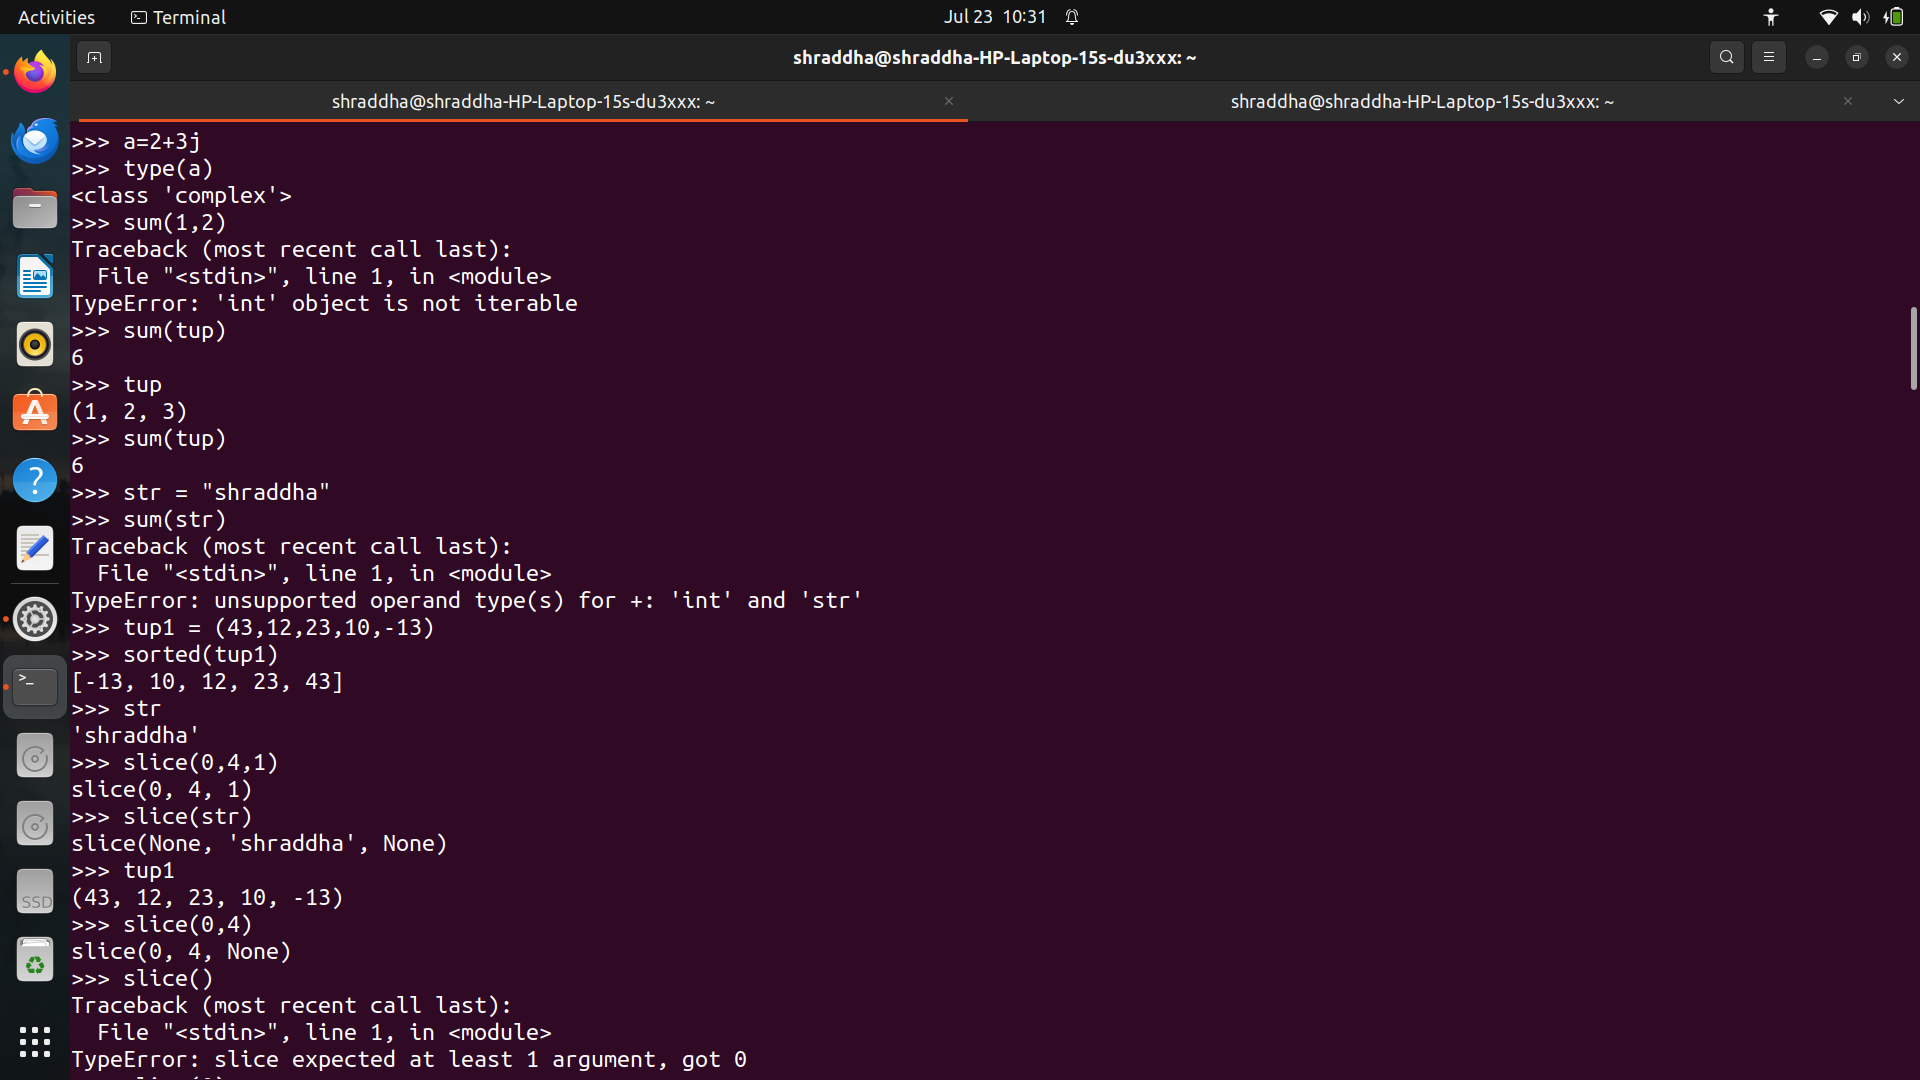 Activities
Terminal
Jul 23 10:31
shraddha@shraddha-HP-Laptop-15s-du3xxx: ~
shraddha@shraddha-HP-Laptop-15s-du3xxx: ~
shraddha@shraddha-HP-Laptop-15s-du3xxx: ~
>>> a=2+3j
>>> type(a)
<class 'complex'>
>>> sum(1,2)
Traceback (most recent call last):
  File "<stdin>", line 1, in <module>
TypeError: 'int' object is not iterable
>>> sum(tup)
6
>>> tup
(1, 2, 3)
>>> sum(tup)
6
>>> str = "shraddha"
>>> sum(str)
Traceback (most recent call last):
  File "<stdin>", line 1, in <module>
TypeError: unsupported operand type(s) for +: 'int' and 'str'
>>> tup1 = (43,12,23,10,-13)
>>> sorted(tup1)
[-13, 10, 12, 23, 43]
>>> str
'shraddha'
>>> slice(0,4,1)
slice(0, 4, 1)
>>> slice(str)
slice(None, 'shraddha', None)
>>> tup1
(43, 12, 23, 10, -13)
>>> slice(0,4)
slice(0, 4, None)
>>> slice()
Traceback (most recent call last):
  File "<stdin>", line 1, in <module>
TypeError: slice expected at least 1 argument, got 0
SSD